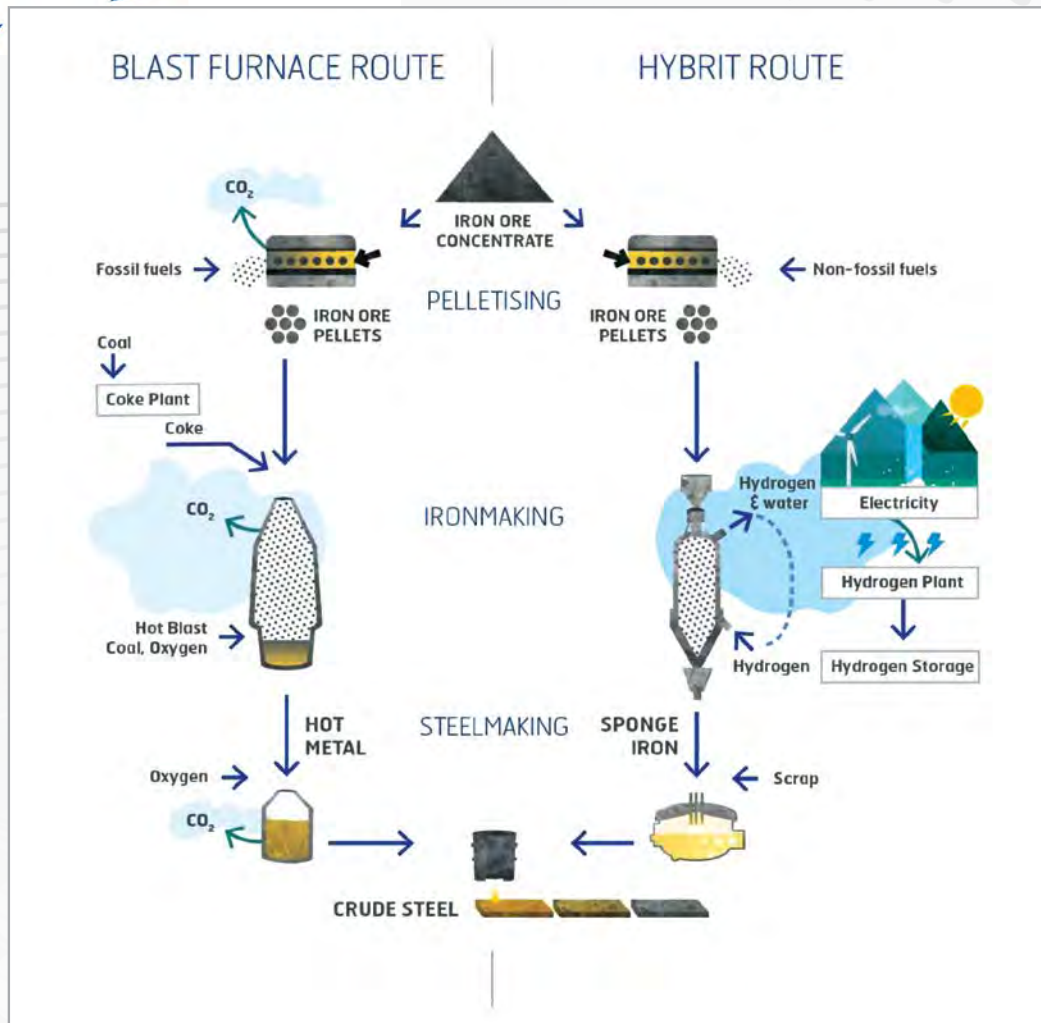 BLAST FURNACE ROUTE
HYBRIT ROUTE
CO₂
IRON ORE
CONCENTRATE
Fossil fuels
Non-fossil fuels
PELLETISING
IRON ORE
PELLETS
IRON ORE
PELLETS
Coal
Coke Plant
Coke
CO₂
IRONMAKING
Hydrogen
& water
Electricity
Hydrogen Plant
Hot Blast
Coal, Oxygen
Hydrogen
Hydrogen Storage
HOT
METAL
STEELMAKING
SPONGE
IRON
Oxygen
Scrap
CO₂
CRUDE STEEL